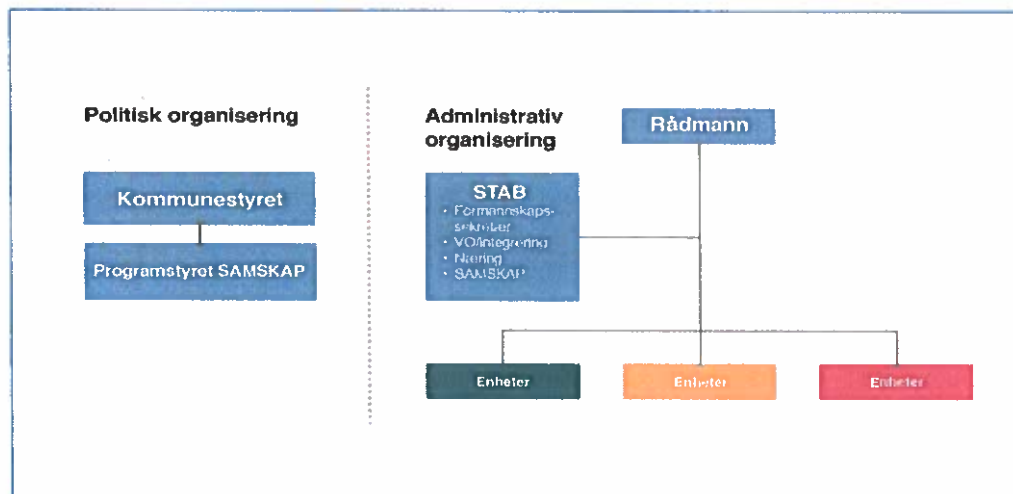 Politisk organisering
Kommunestyret
Programstyret SAMSKAP
Administrativ
organisering
Rådmann
STAB
• Formannskaps-
sekretær
• VO/integrering
• Næring
• SAMSKAP
Enheter
Enheter
Enheter